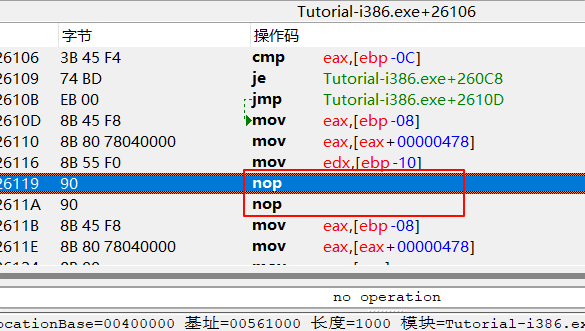 Tutorial-i386.exe+26106
字节 操作码
26106 3B 45 F4 cmp eax,[ebp-0C]
26109 74 BD je Tutorial-i386.exe+260C8
2610B EB 00 jmp Tutorial-i386.exe+2610D
2610D 8B 45 F8 mov eax,[ebp-08]
26110 8B 80 78040000 mov eax,[eax+00000478]
26116 8B 55 F0 mov edx,[ebp-10]
26119 90 nop
2611A 90 nop
2611B 8B 45 F8 mov eax,[ebp-08]
2611E 8B 80 78040000 mov eax,[eax+00000478]
no operation
ocationBase=00400000 基址=00561000 长度=1000 模块=Tutorial-i386.ex